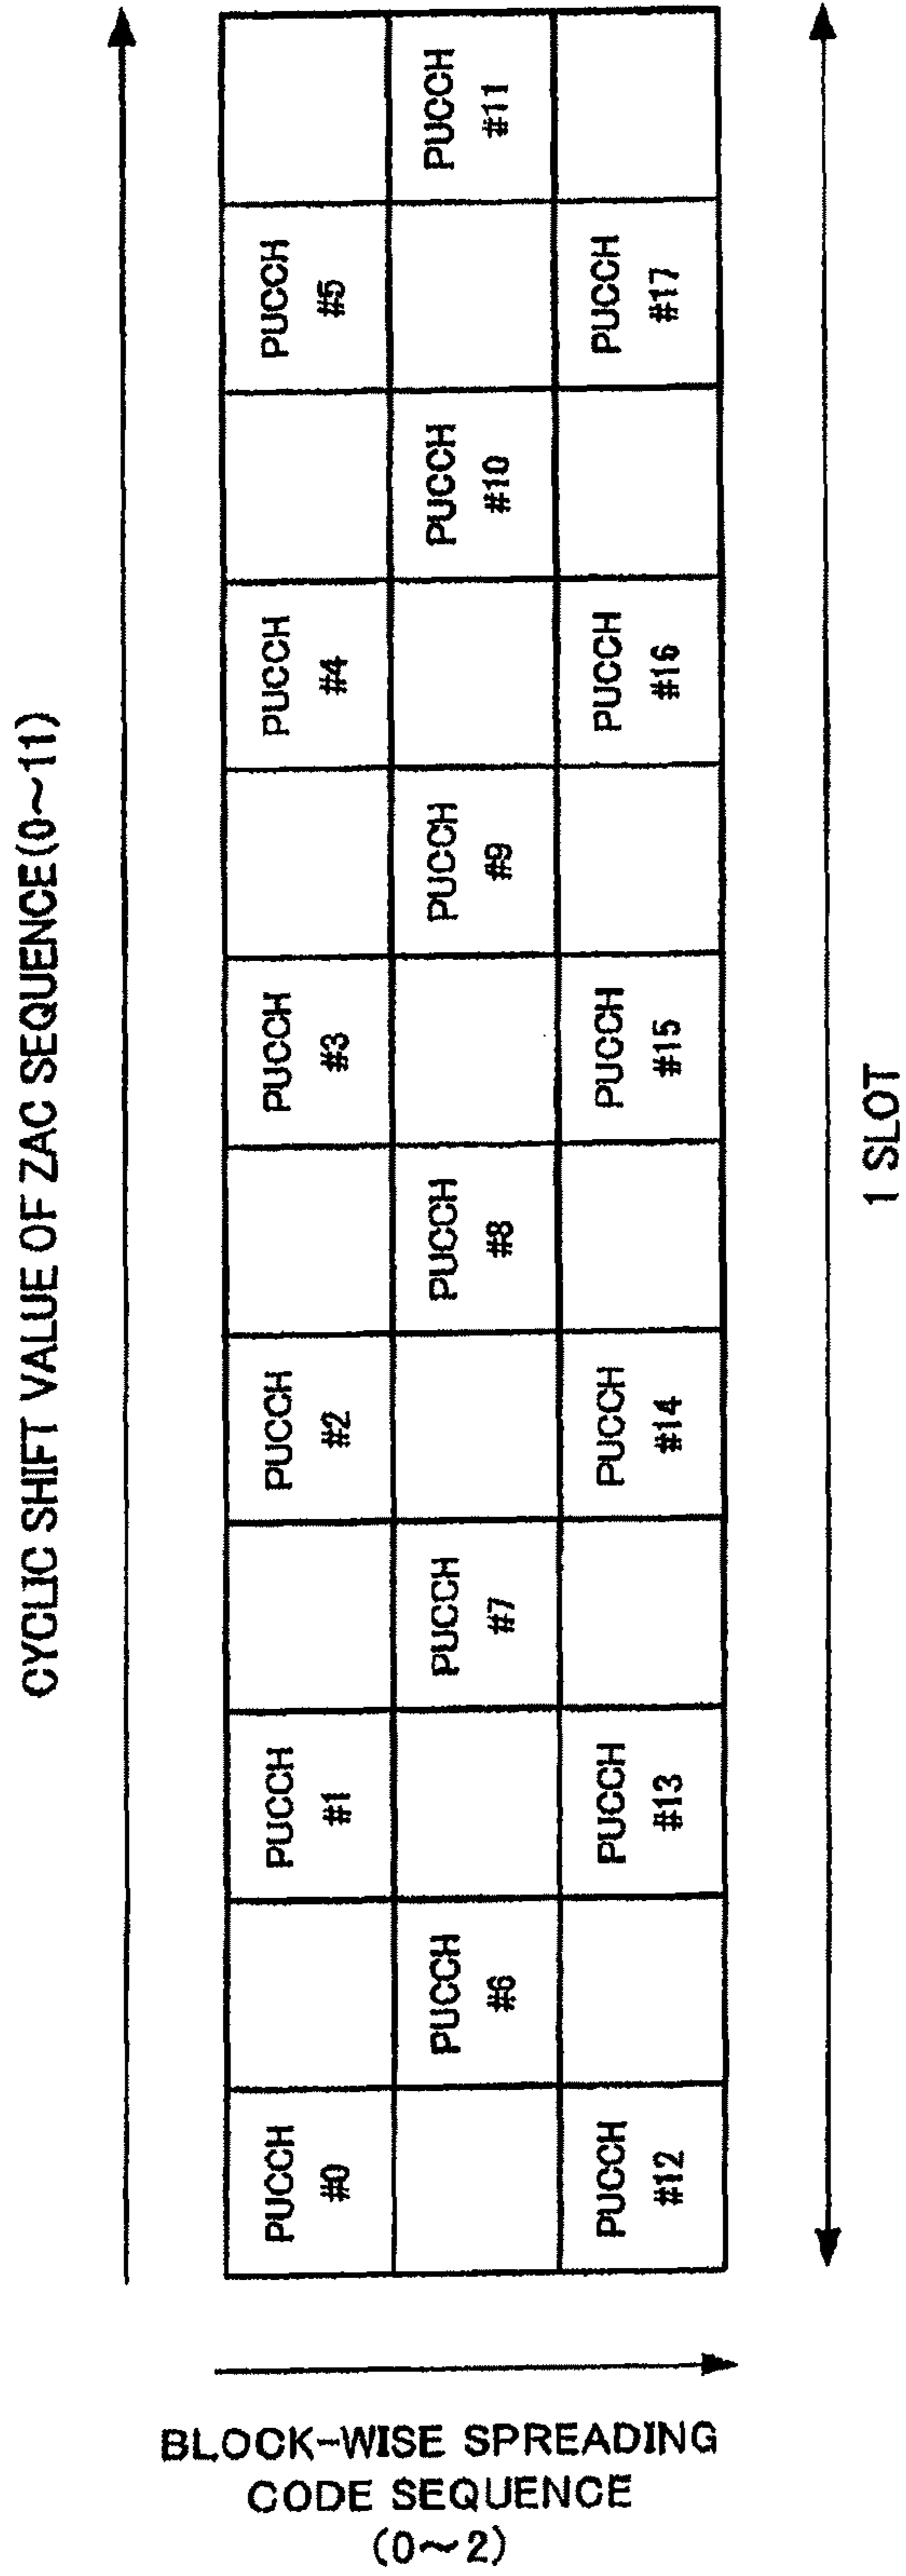 CYCLIC SHIFT VALUE OF ZAC SEQUENCE(0~11)
PUCCH
#0
PUCCH
#1
PUCCH
#2
PUCCH
#3
PUCCH
#4
PUCCH
#5
PUCCH
#6
PUCCH
#7
PUCCH
#8
PUCCH
#9
PUCCH
#10
PUCCH
#11
PUCCH
#12
PUCCH
#13
PUCCH
#14
PUCCH
#15
PUCCH
#16
PUCCH
#17
1 SLOT
BLOCK-WISE SPREADING
CODE SEQUENCE
(0~2)